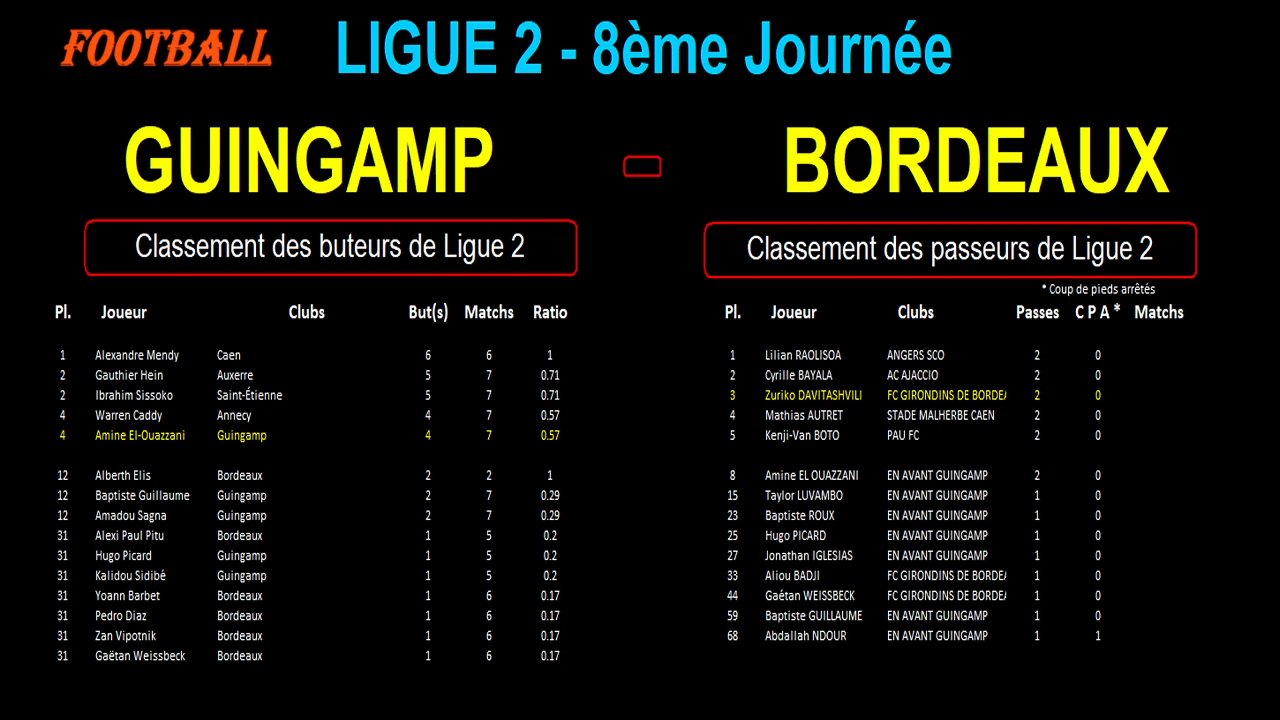 FOOTBALL
LIGUE 2 - 8ème Journée
GUINGAMP - BORDEAUX
Classement des buteurs de Ligue 2
Pl. Joueur Clubs But(s) Matchs Ratio
1 Alexandre Mendy Caen 6 6 1
2 Gauthier Hein Auxerre 5 7 0.71
2 Ibrahim Sissoko Saint-Étienne 5 7 0.71
4 Warren Caddy Annecy 4 7 0.57
4 Amine El-Ouazzani Guingamp 4 7 0.57
12 Alberth Elis Bordeaux 2 2 1
12 Baptiste Guillaume Guingamp 2 7 0.29
12 Amadou Sagna Guingamp 2 7 0.29
31 Alexi Paul Pitu Bordeaux 1 5 0.2
31 Hugo Picard Guingamp 1 5 0.2
31 Kalidou Sidibé Guingamp 1 5 0.2
31 Yoann Barbet Bordeaux 1 6 0.17
31 Pedro Diaz Bordeaux 1 6 0.17
31 Zan Vipotnik Bordeaux 1 6 0.17
31 Gaëtan Weissbeck Bordeaux 1 6 0.17
Classement des passeurs de Ligue 2
* Coup de pieds arrêtés
Pl. Joueur Clubs Passes C P A * Matchs
1 Lilian RAOLISOA ANGERS SCO 2 0
2 Cyrille BAYALA AC AJACCIO 2 0
3 Zuriko DAVITASHVILI FC GIRONDINS DE BORDEA 2 0
4 Mathias AUTRET STADE MALHERBE CAEN 2 0
5 Kenji-Van BOTO PAU FC 2 0
8 Amine EL OUAZZANI EN AVANT GUINGAMP 2 0
15 Taylor LUVAMBO EN AVANT GUINGAMP 1 0
23 Baptiste ROUX EN AVANT GUINGAMP 1 0
25 Hugo PICARD EN AVANT GUINGAMP 1 0
27 Jonathan IGLESIAS EN AVANT GUINGAMP 1 0
33 Aliou BADJI FC GIRONDINS DE BORDEA 1 0
44 Gaétan WEISSBECK FC GIRONDINS DE BORDEA 1 0
59 Baptiste GUILLAUME EN AVANT GUINGAMP 1 0
68 Abdallah NDOUR EN AVANT GUINGAMP 1 1